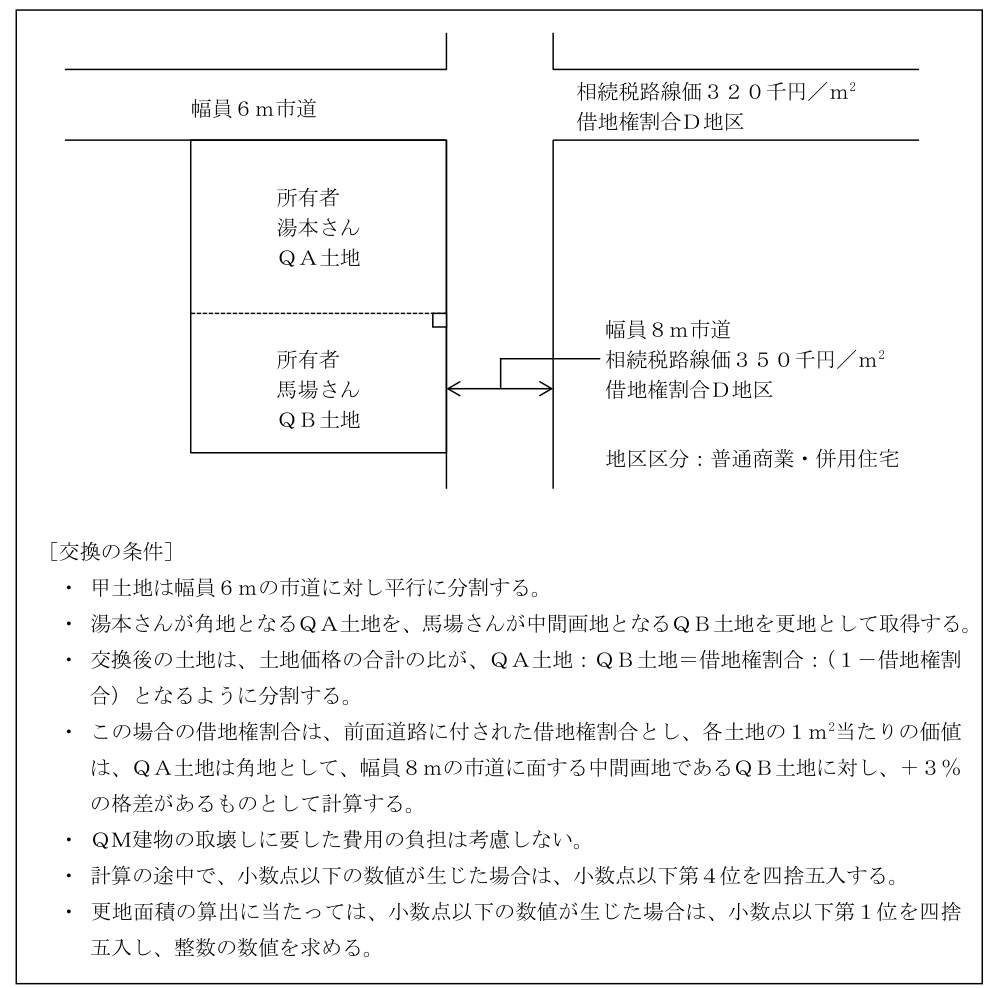 幅員６ｍ市道
相続税路線価３２０千円／m²
借地権割合Ｄ地区
所有者
湯本さん
ＱＡ土地
所有者
馬場さん
ＱＢ土地
幅員８ｍ市道
相続税路線価３５０千円／m²
借地権割合Ｄ地区
地区区分：普通商業・併用住宅
［交換の条件］
・ 甲土地は幅員６ｍの市道に対し平行に分割する。
・ 湯本さんが角地となるＱＡ土地を、馬場さんが中間画地となるＱＢ土地を更地として取得する。
・ 交換後の土地は、土地価格の合計の比が、ＱＡ土地：ＱＢ土地＝借地権割合：（１－借地権割
合）となるように分割する。
・ この場合の借地権割合は、前面道路に付された借地権割合とし、各土地の１m²当たりの価値
は、ＱＡ土地は角地として、幅員８ｍの市道に面する中間画地であるＱＢ土地に対し、＋３％
の格差があるものとして計算する。
・ ＱＭ建物の取壊しに要した費用の負担は考慮しない。
・ 計算の途中で、小数点以下の数値が生じた場合は、小数点以下第４位を四捨五入する。
・ 更地面積の算出に当たっては、小数点以下の数値が生じた場合は、小数点以下第１位を四捨
五入し、整数の数値を求める。